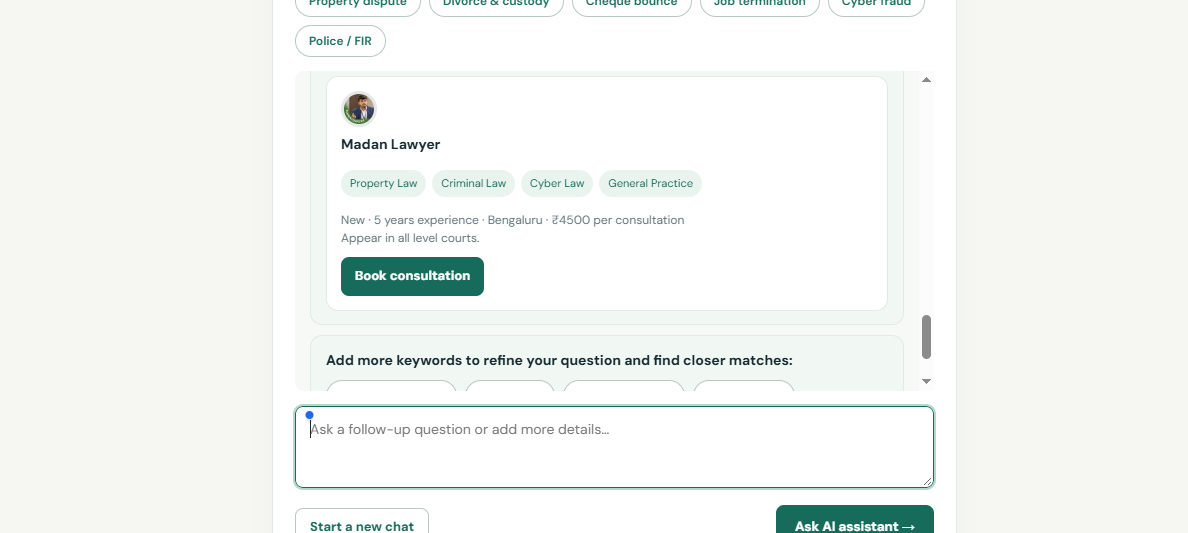 Property dispute
Divorce & custody
Cheque bounce
Job termination
Cyber fraud
Police / FIR
Madan Lawyer
Property Law
Criminal Law
Cyber Law
General Practice
New · 5 years experience · Bengaluru · ₹4500 per consultation
Appear in all level courts.
Book consultation
Add more keywords to refine your question and find closer matches:
Ask a follow-up question or add more details...
Start a new chat
Ask AI assistant →